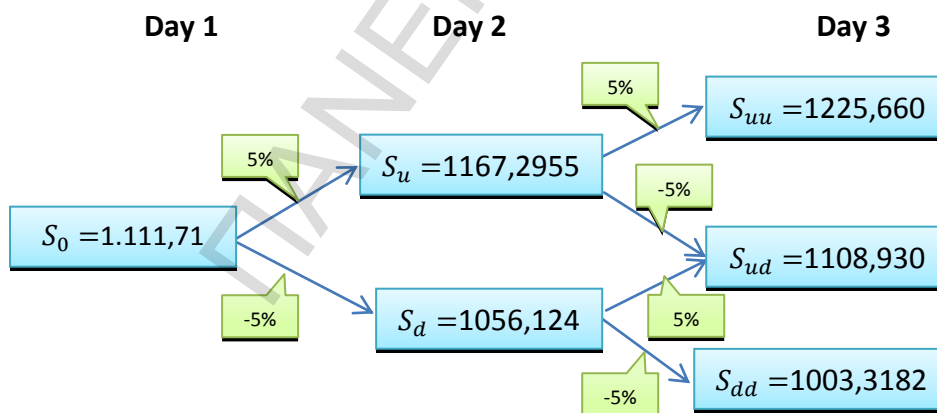 Day 1 Day 2 Day 3
5% S_uu =1225,660
5% S_u =1167,2955
-5%
S_0 =1.111,71 S_ud =1108,930
-5% S_d =1056,124 5%
-5% S_dd =1003,3182
ΠΑΝΕ